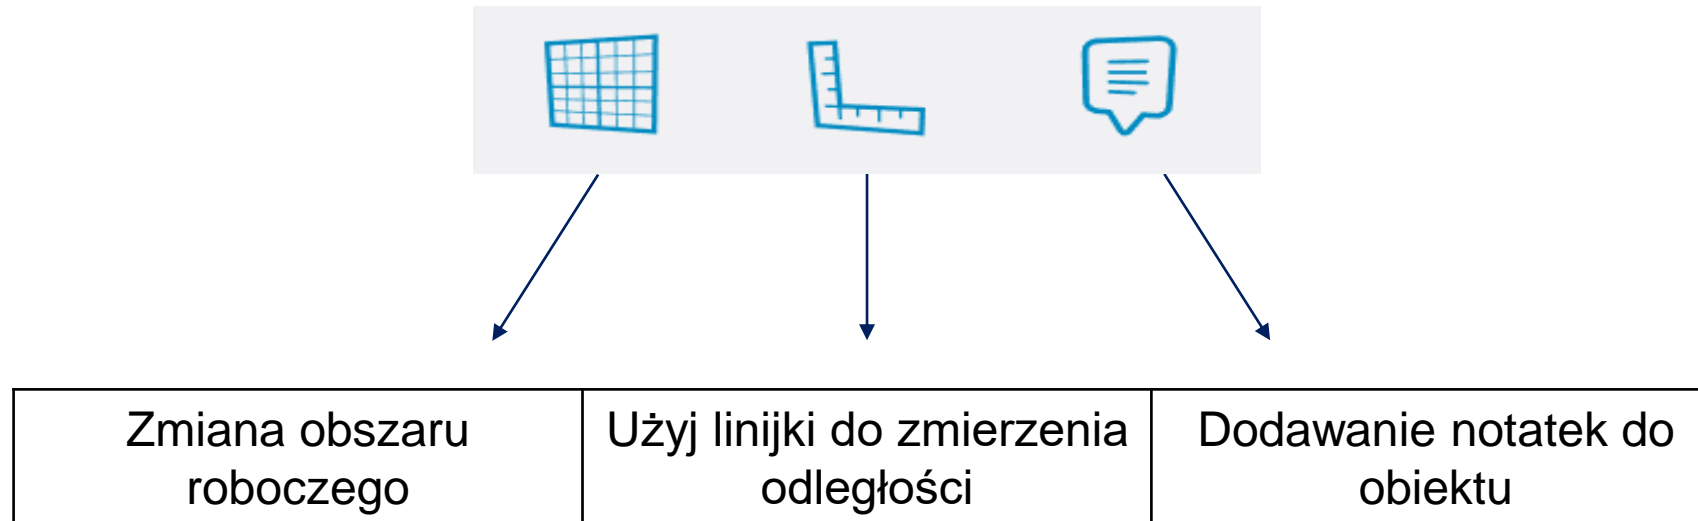 Zmiana obszaru
roboczego
Użyj linijki do zmierzenia
odległości
Dodawanie notatek do
obiektu